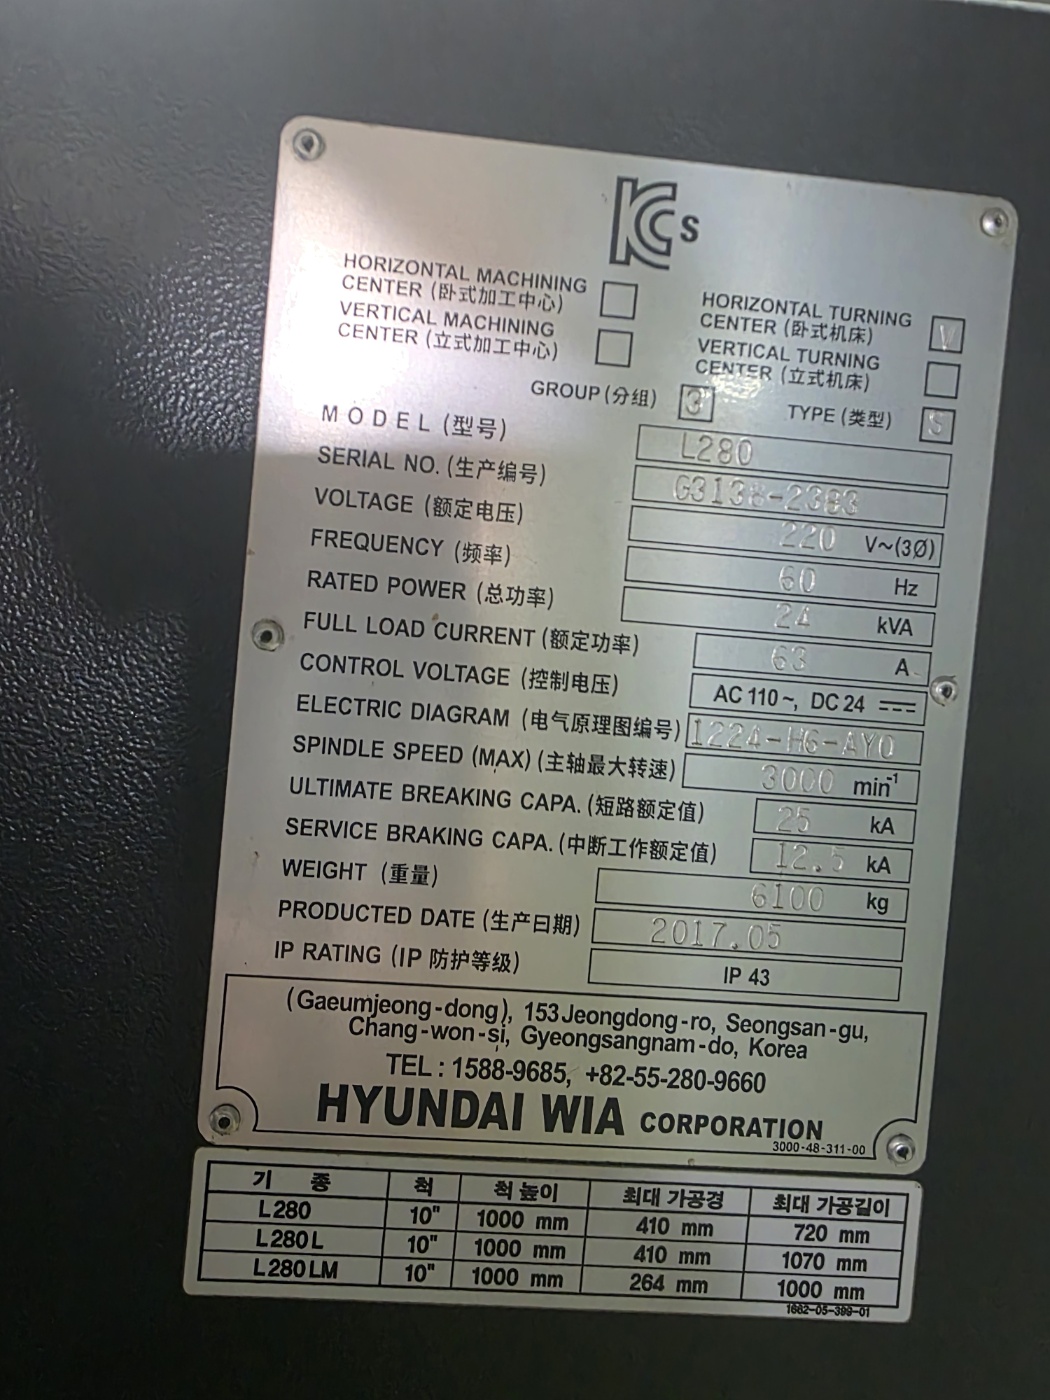 KCs
HORIZONTAL MACHINING
CENTER (卧式加工中心)
VERTICAL MACHINING
CENTER (立式加工中心)
HORIZONTAL TURNING
CENTER (卧式机床) V
VERTICAL TURNING
CENTER (立式机床)
GROUP (分组) 3 TYPE (类型) S
MODEL (型号) L280
SERIAL NO. (生产编号)
VOLTAGE (额定电压) 220 V~(3Ø)
FREQUENCY (频率) 60 Hz
RATED POWER (总功率) 24 kVA
FULL LOAD CURRENT (额定功率) 63 A
CONTROL VOLTAGE (控制电压) AC 110~, DC 24 ⎓
ELECTRIC DIAGRAM (电气原理图编号) 1224-H6-AY0
SPINDLE SPEED (MAX) (主轴最大转速) 3000 min-1
ULTIMATE BREAKING CAPA. (短路额定值) 25 kA
SERVICE BRAKING CAPA. (中断工作额定值) 12.5 kA
WEIGHT (重量) 6100 kg
PRODUCTED DATE (生产日期) 2017.05
IP RATING (IP 防护等级) IP 43
(Gaeumjeong-dong), 153Jeongdong-ro, Seongsan-gu,
Chang-won-si, Gyeongsangnam-do, Korea
TEL : 1588-9685, +82-55-280-9660
HYUNDAI WIA CORPORATION
3000-48-311-00
기 종 척 척 높이 최대 가공경 최대 가공길이
L280 10" 1000 mm 410 mm 720 mm
L280L 10" 1000 mm 410 mm 1070 mm
L280LM 10" 1000 mm 264 mm 1000 mm
1662-05-399-01